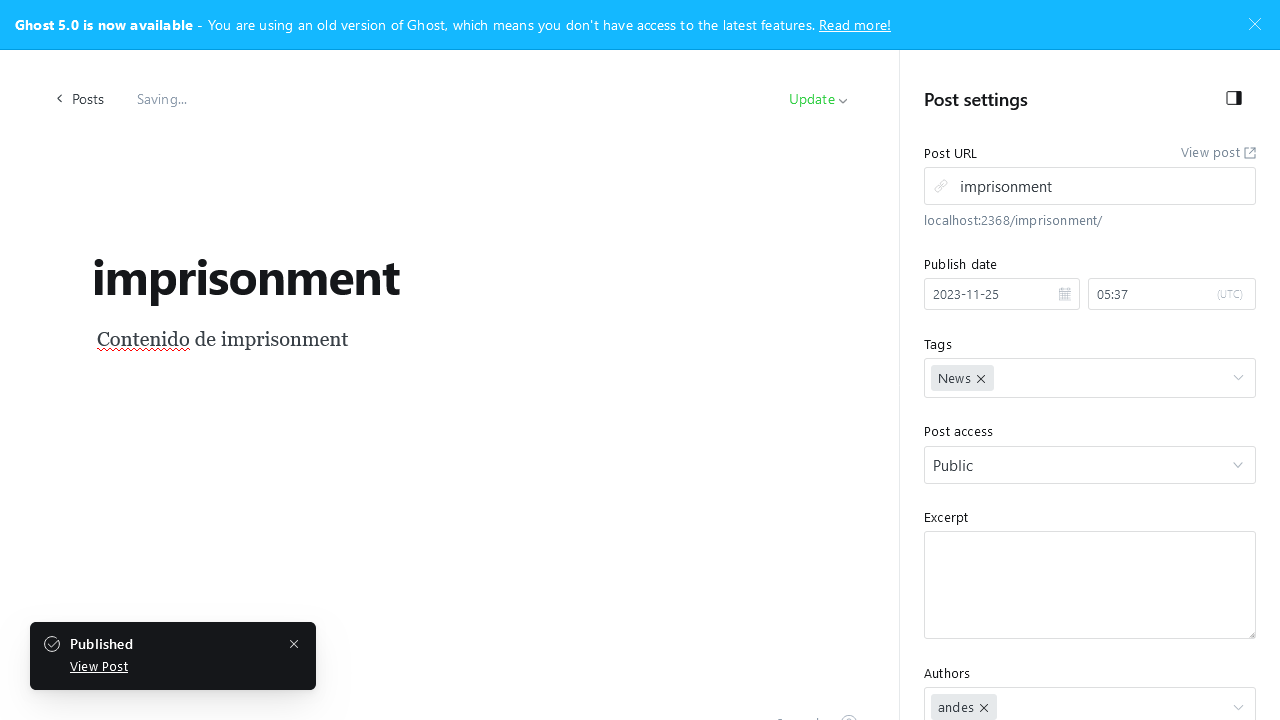 Ghost 5.0 is now available - You are using an old version of Ghost, which means you don't have access to the latest features. Read more!
Posts
Saving...
Update
Post settings
Post URL
View post
imprisonment
localhost:2368/imprisonment/
Publish date
2023-11-25
05:37
(UTC)
Tags
News
Post access
Public
Excerpt
Authors
andes
imprisonment
Contenido de imprisonment
Published
View Post